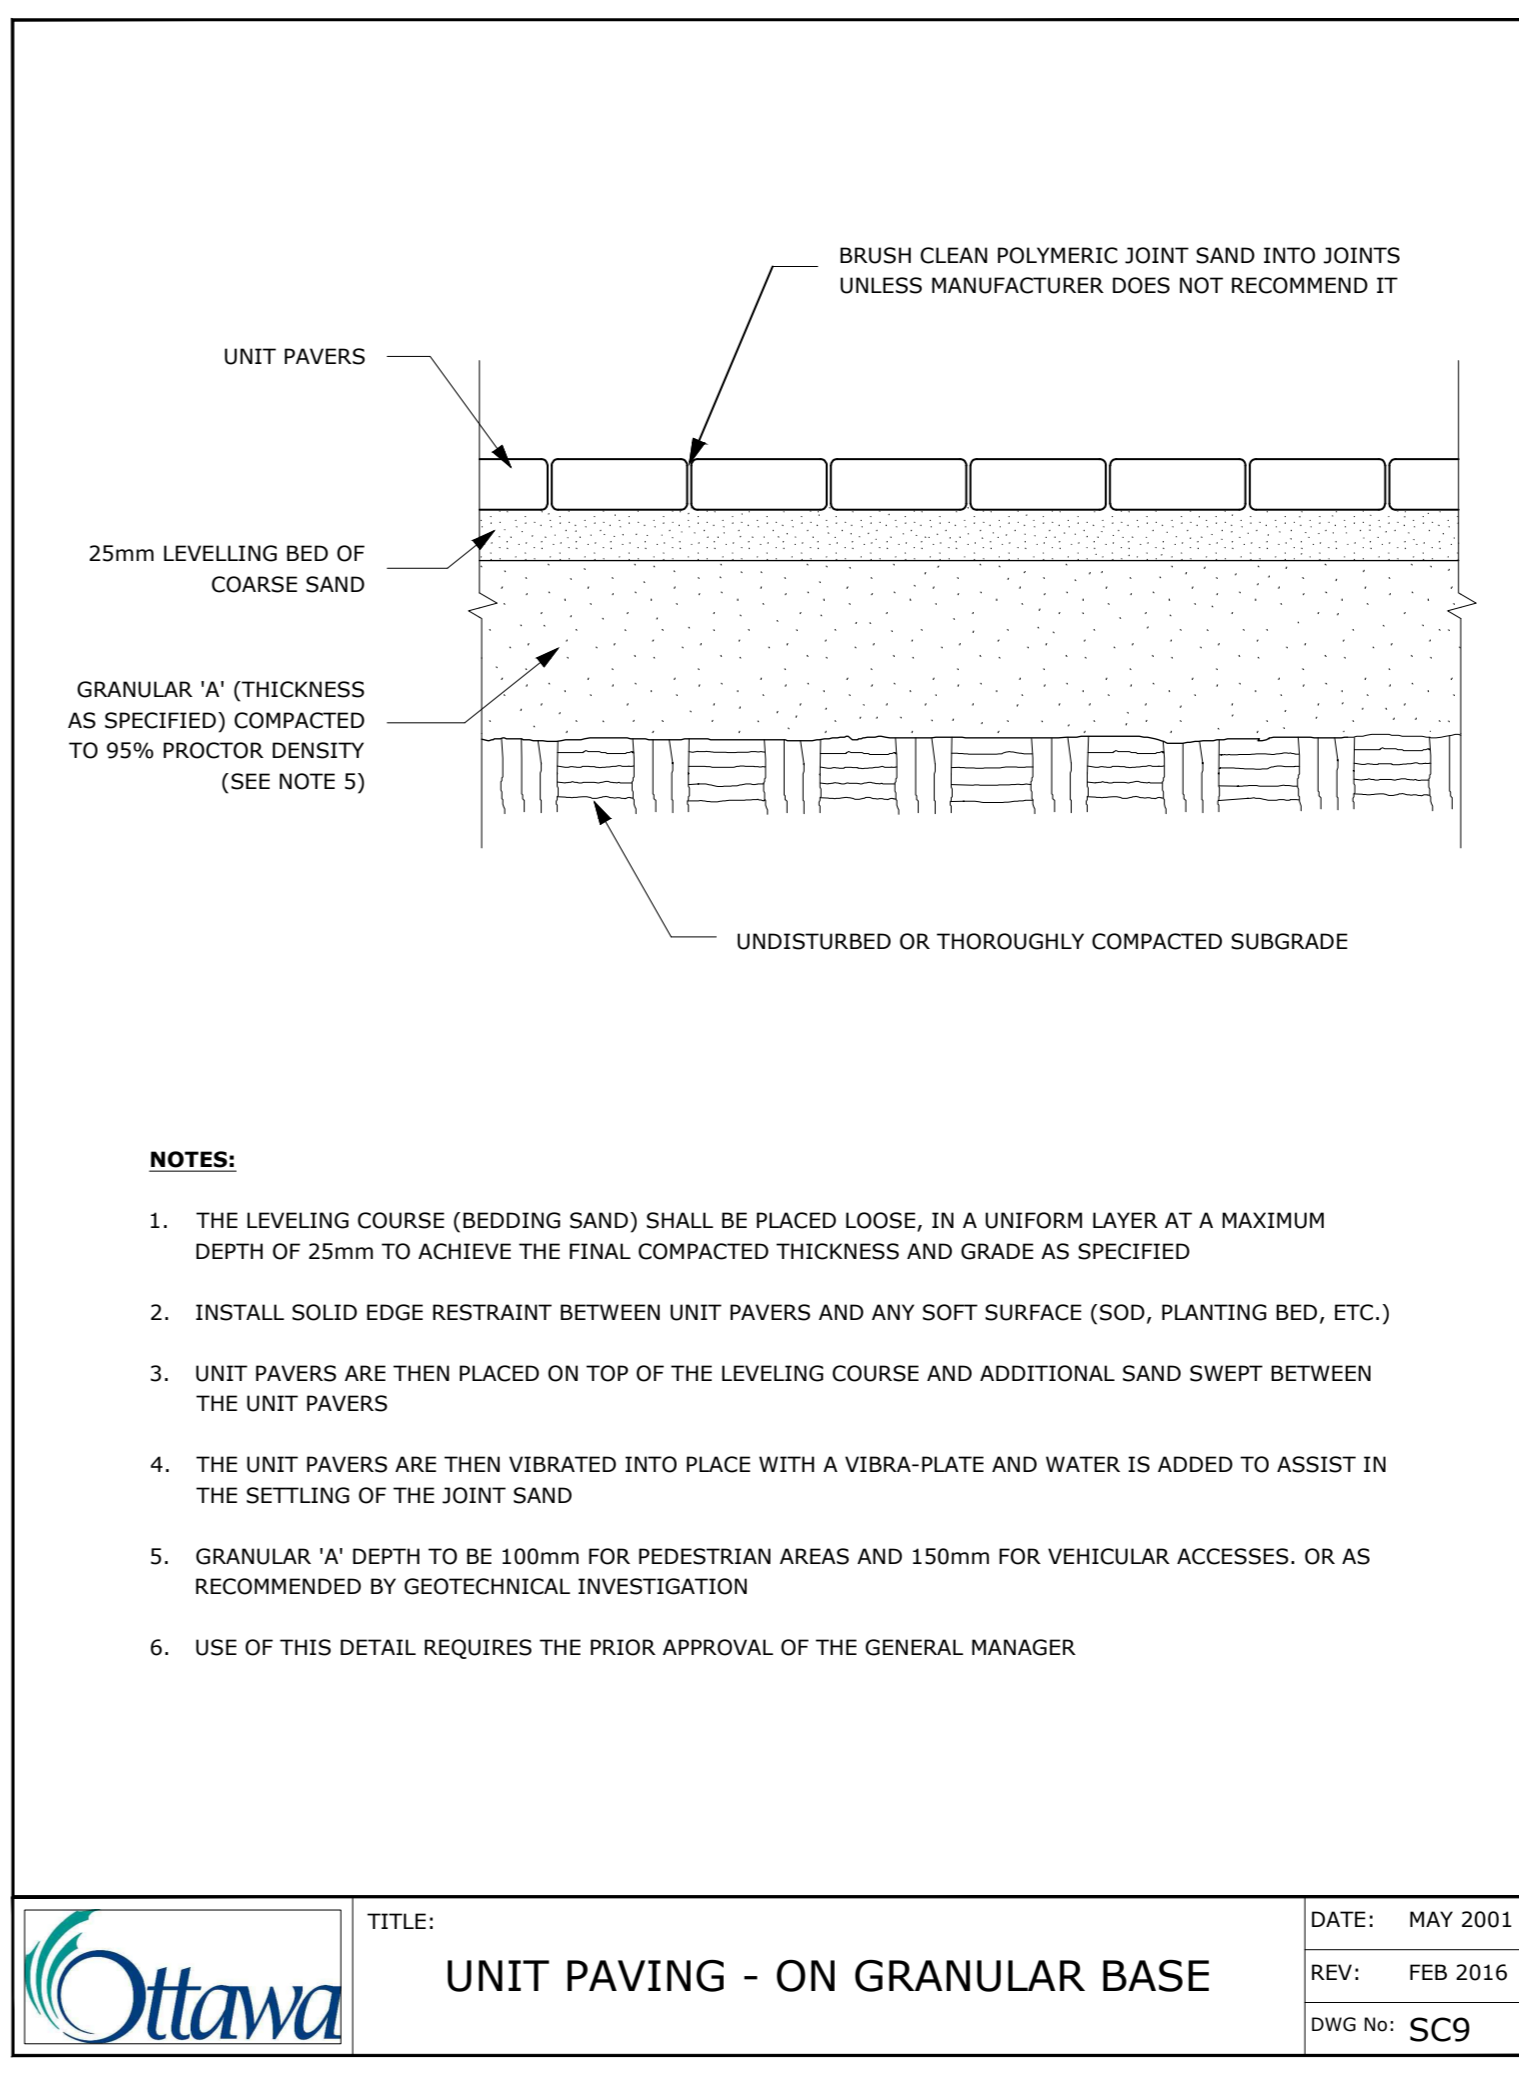 BRUSH CLEAN POLYMERIC JOINT SAND INTO JOINTS
UNLESS MANUFACTURER DOES NOT RECOMMEND IT
UNIT PAVERS
25mm LEVELLING BED OF
COARSE SAND
GRANULAR 'A' (THICKNESS
AS SPECIFIED) COMPACTED
TO 95% PROCTOR DENSITY
(SEE NOTE 5)
UNDISTURBED OR THOROUGHLY COMPACTED SUBGRADE
NOTES:
1. THE LEVELING COURSE (BEDDING SAND) SHALL BE PLACED LOOSE, IN A UNIFORM LAYER AT A MAXIMUM
DEPTH OF 25mm TO ACHIEVE THE FINAL COMPACTED THICKNESS AND GRADE AS SPECIFIED
2. INSTALL SOLID EDGE RESTRAINT BETWEEN UNIT PAVERS AND ANY SOFT SURFACE (SOD, PLANTING BED, ETC.)
3. UNIT PAVERS ARE THEN PLACED ON TOP OF THE LEVELING COURSE AND ADDITIONAL SAND SWEPT BETWEEN
THE UNIT PAVERS
4. THE UNIT PAVERS ARE THEN VIBRATED INTO PLACE WITH A VIBRA-PLATE AND WATER IS ADDED TO ASSIST IN
THE SETTLING OF THE JOINT SAND
5. GRANULAR 'A' DEPTH TO BE 100mm FOR PEDESTRIAN AREAS AND 150mm FOR VEHICULAR ACCESSES. OR AS
RECOMMENDED BY GEOTECHNICAL INVESTIGATION
6. USE OF THIS DETAIL REQUIRES THE PRIOR APPROVAL OF THE GENERAL MANAGER
Ottawa
TITLE:
UNIT PAVING - ON GRANULAR BASE
DATE: MAY 2001
REV: FEB 2016
DWG No: SC9